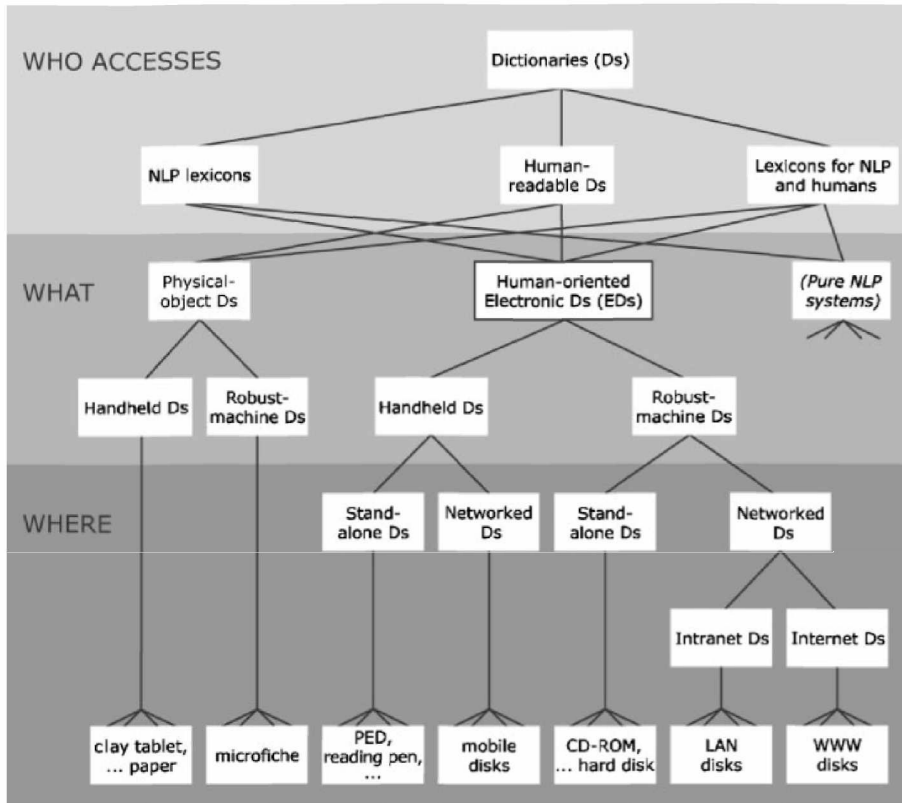 WHO ACCESSES
Dictionaries (Ds)
NLP lexicons
Human-
readable Ds
Lexicons for NLP
and humans
WHAT
Physical-
object Ds
Human-oriented
Electronic Ds (EDs)
(Pure NLP
systems)
Handheld Ds
Robust-
machine Ds
Handheld Ds
Robust-
machine Ds
WHERE
Stand-
alone Ds
Networked
Ds
Stand-
alone Ds
Networked
Ds
Intranet Ds
Internet Ds
clay tablet,
... paper
microfiche
PED,
reading pen,
...
mobile
disks
CD-ROM,
... hard disk
LAN
disks
WWW
disks